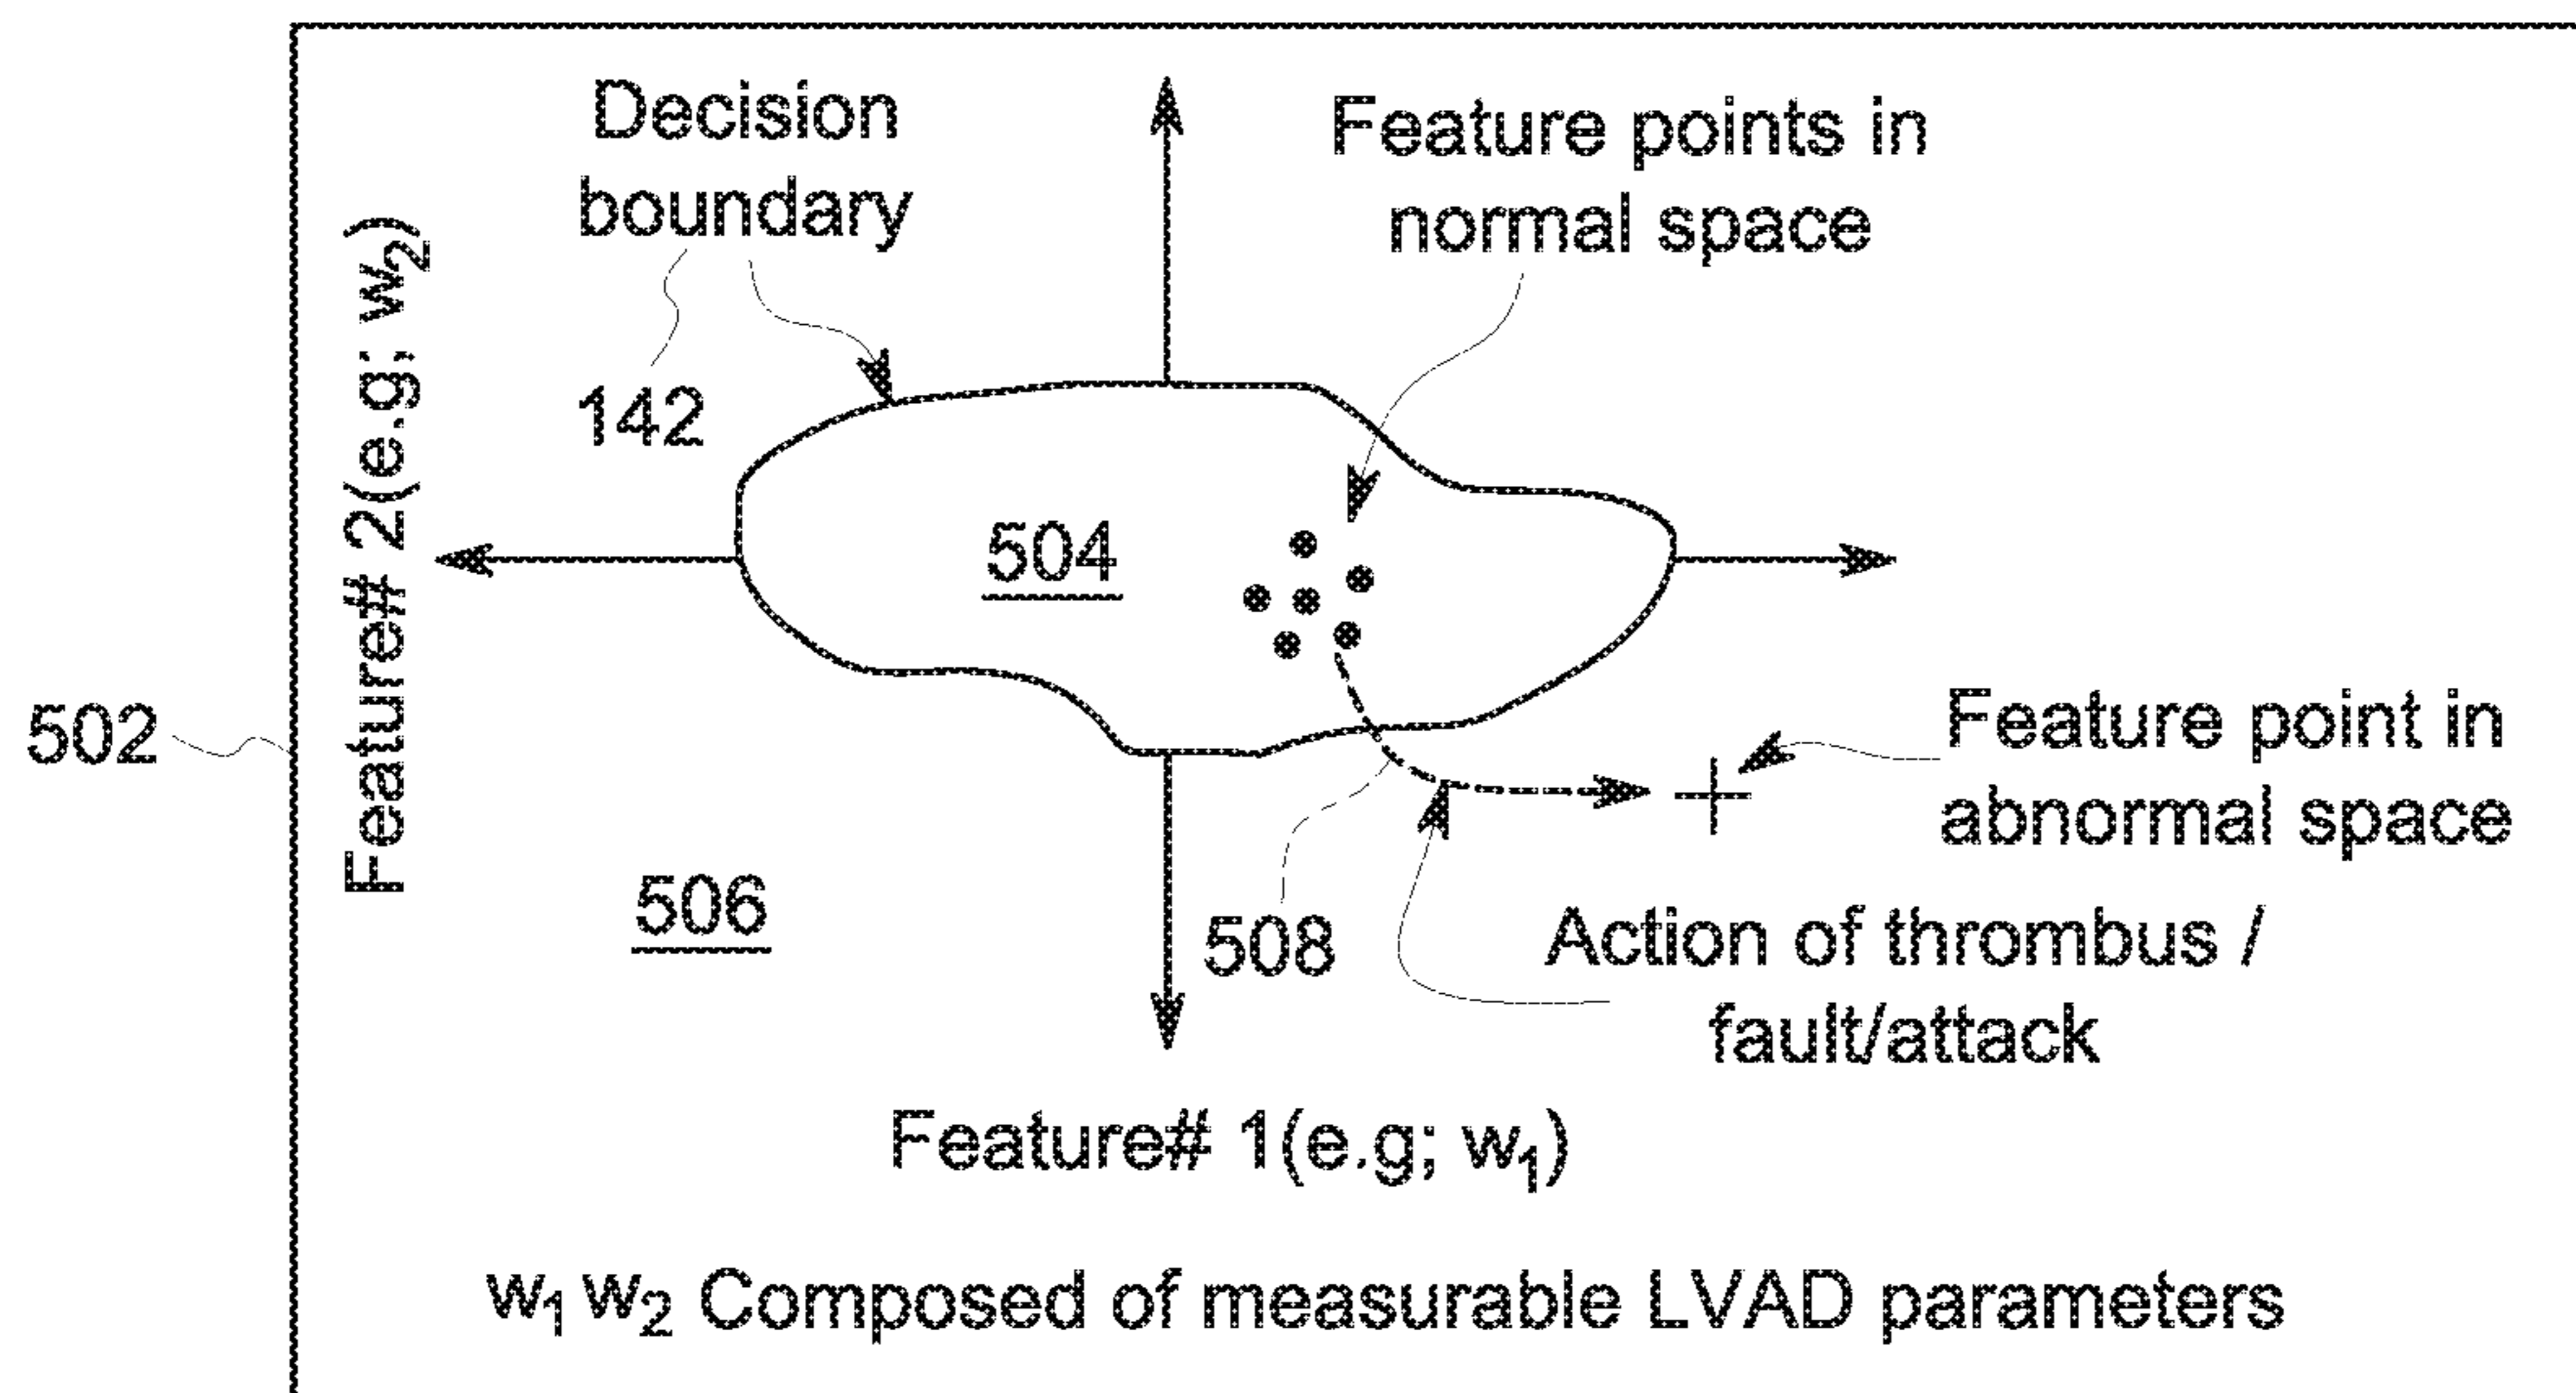 Decision
boundary
142
Feature points in
normal space
Feature# 2(e.g; w₂)
504
502
Feature point in
abnormal space
506
508
Action of thrombus /
fault/attack
Feature# 1(e.g; w₁)
w₁ w₂ Composed of measurable LVAD parameters